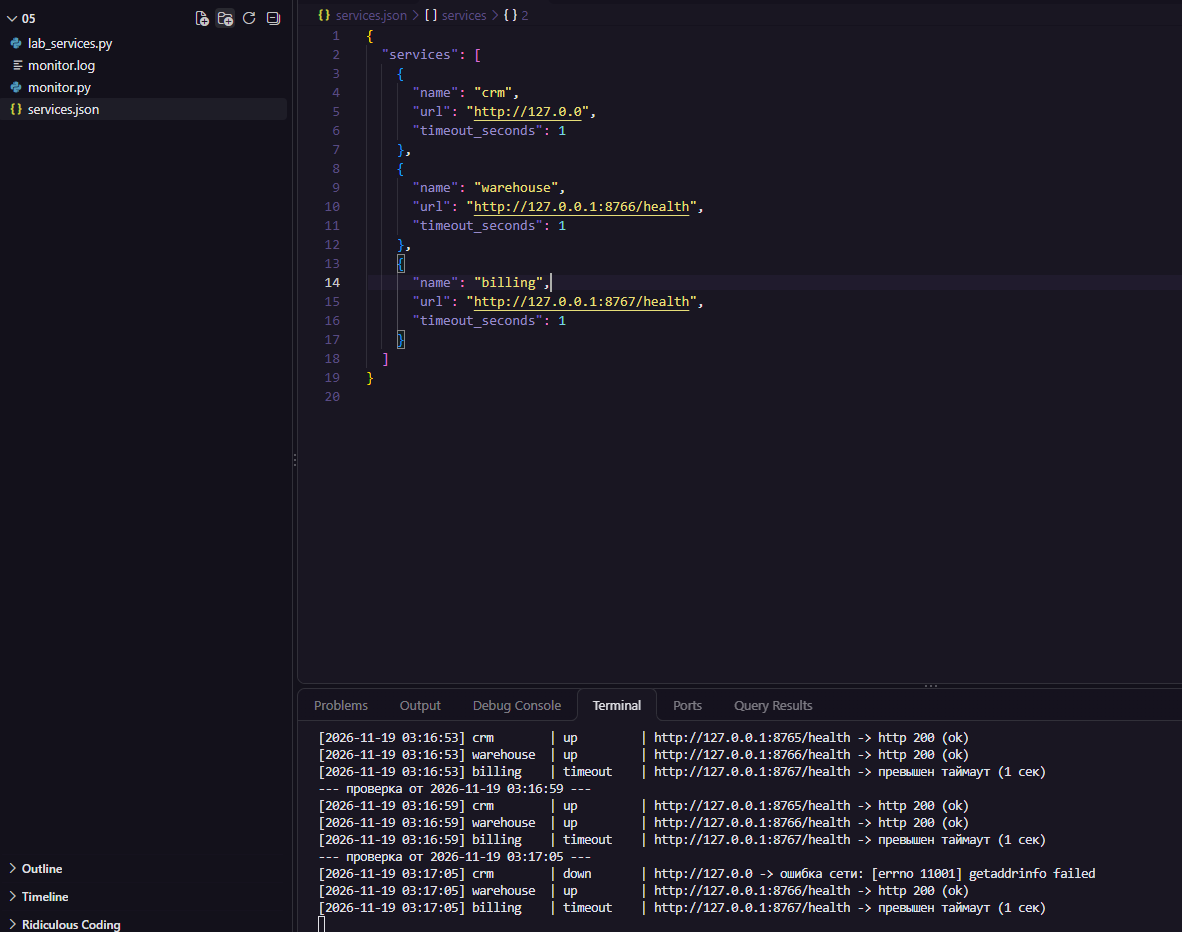 05
lab_services.py
monitor.log
monitor.py
{} services.json
Outline
Timeline
Ridiculous Coding
{} services.json > [ ] services > { } 2
1 {
2 "services": [
3 {
4 "name": "crm",
5 "url": "http://127.0.0",
6 "timeout_seconds": 1
7 },
8 {
9 "name": "warehouse",
10 "url": "http://127.0.0.1:8766/health",
11 "timeout_seconds": 1
12 },
13 {
14 "name": "billing",
15 "url": "http://127.0.0.1:8767/health",
16 "timeout_seconds": 1
17 }
18 ]
19 }
20
Problems Output Debug Console Terminal Ports Query Results
[2026-11-19 03:16:53] crm | up | http://127.0.0.1:8765/health -> http 200 (ok)
[2026-11-19 03:16:53] warehouse | up | http://127.0.0.1:8766/health -> http 200 (ok)
[2026-11-19 03:16:53] billing | timeout | http://127.0.0.1:8767/health -> превышен таймаут (1 сек)
--- проверка от 2026-11-19 03:16:59 ---
[2026-11-19 03:16:59] crm | up | http://127.0.0.1:8765/health -> http 200 (ok)
[2026-11-19 03:16:59] warehouse | up | http://127.0.0.1:8766/health -> http 200 (ok)
[2026-11-19 03:16:59] billing | timeout | http://127.0.0.1:8767/health -> превышен таймаут (1 сек)
--- проверка от 2026-11-19 03:17:05 ---
[2026-11-19 03:17:05] crm | down | http://127.0.0 -> ошибка сети: [errno 11001] getaddrinfo failed
[2026-11-19 03:17:05] warehouse | up | http://127.0.0.1:8766/health -> http 200 (ok)
[2026-11-19 03:17:05] billing | timeout | http://127.0.0.1:8767/health -> превышен таймаут (1 сек)